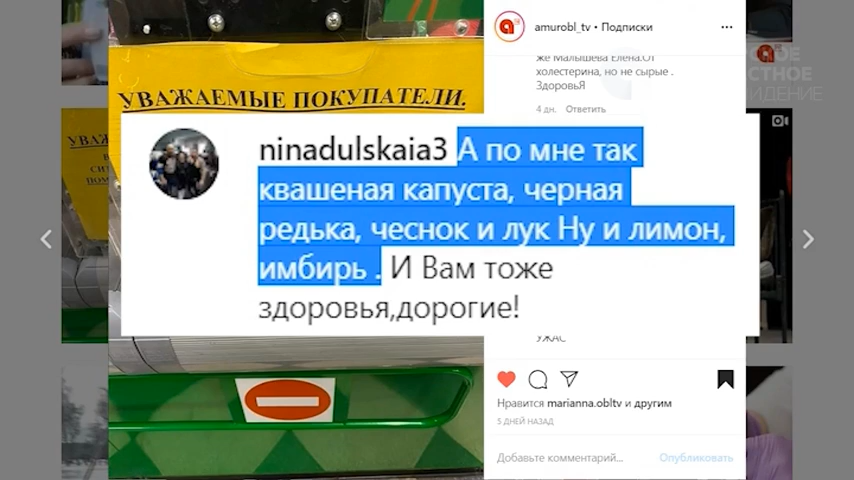 amurobl_tv • Подписки
же Малышева Елена.От
холестерина, но не сырые .
ЗдоровьЯ
4 дн. Ответить
УВАЖАЕМЫЕ ПОКУПАТЕЛИ.
ninadulskaia3 А по мне так
квашеная капуста, черная
редька, чеснок и лук Ну и лимон,
имбирь . И Вам тоже
здоровья,дорогие!
УЖАС
Нравится marianna.obltv и другим
5 ДНЕЙ НАЗАД
Добавьте комментарий...
Опубликовать